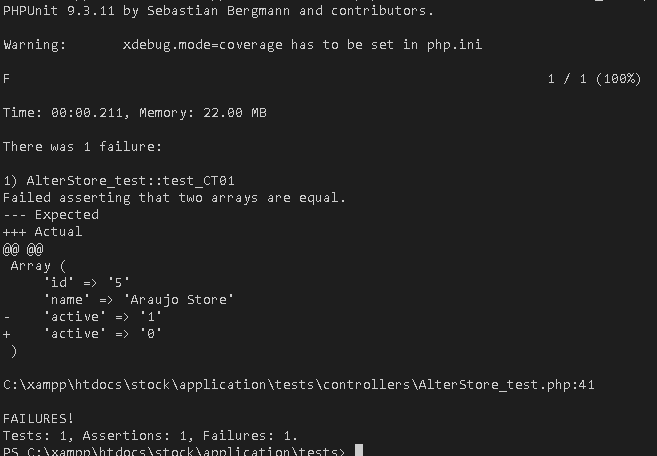 PHPUnit 9.3.11 by Sebastian Bergmann and contributors.
Warning:       xdebug.mode=coverage has to be set in php.ini
F                                                                   1 / 1 (100%)
Time: 00:00.211, Memory: 22.00 MB
There was 1 failure:
1) AlterStore_test::test_CT01
Failed asserting that two arrays are equal.
--- Expected
+++ Actual
@@ @@
 Array (
     'id' => '5'
     'name' => 'Araujo Store'
-    'active' => '1'
+    'active' => '0'
 )
C:\xampp\htdocs\stock\application\tests\controllers\AlterStore_test.php:41
FAILURES!
Tests: 1, Assertions: 1, Failures: 1.
PS C:\xampp\htdocs\stock\application\tests>